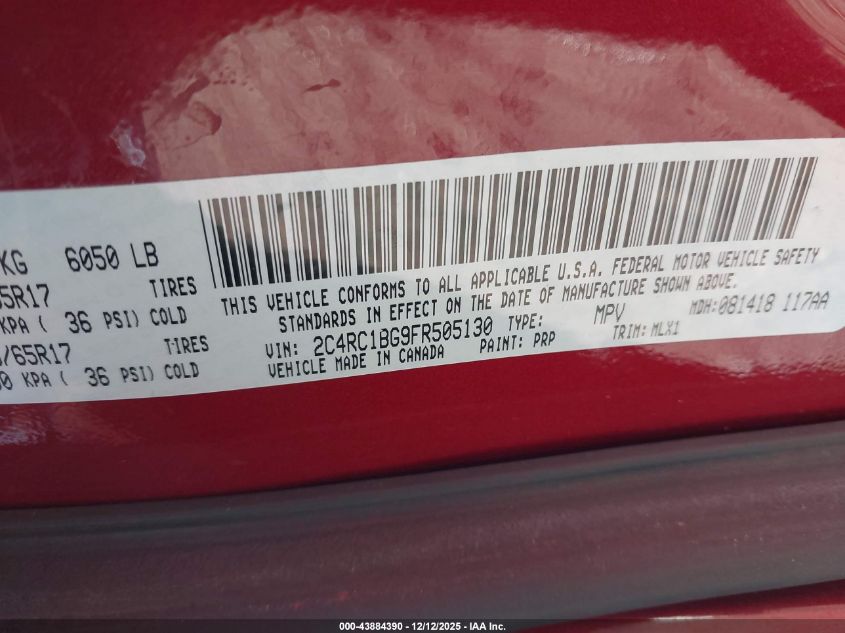 KG 6050 LB
5R17 TIRES
KPA ( 36 PSI) COLD
/65R17 TIRES
0 KPA ( 36 PSI) COLD
THIS VEHICLE CONFORMS TO ALL APPLICABLE U.S.A. FEDERAL MOTOR VEHICLE SAFETY
STANDARDS IN EFFECT ON THE DATE OF MANUFACTURE SHOWN ABOVE.
VIN: 2C4RC1BG9FR505130 TYPE: MPV MDH:081418 117AA
VEHICLE MADE IN CANADA PAINT: PRP TRIM: MLX1
000-43884390 - 12/12/2025 - IAA Inc.